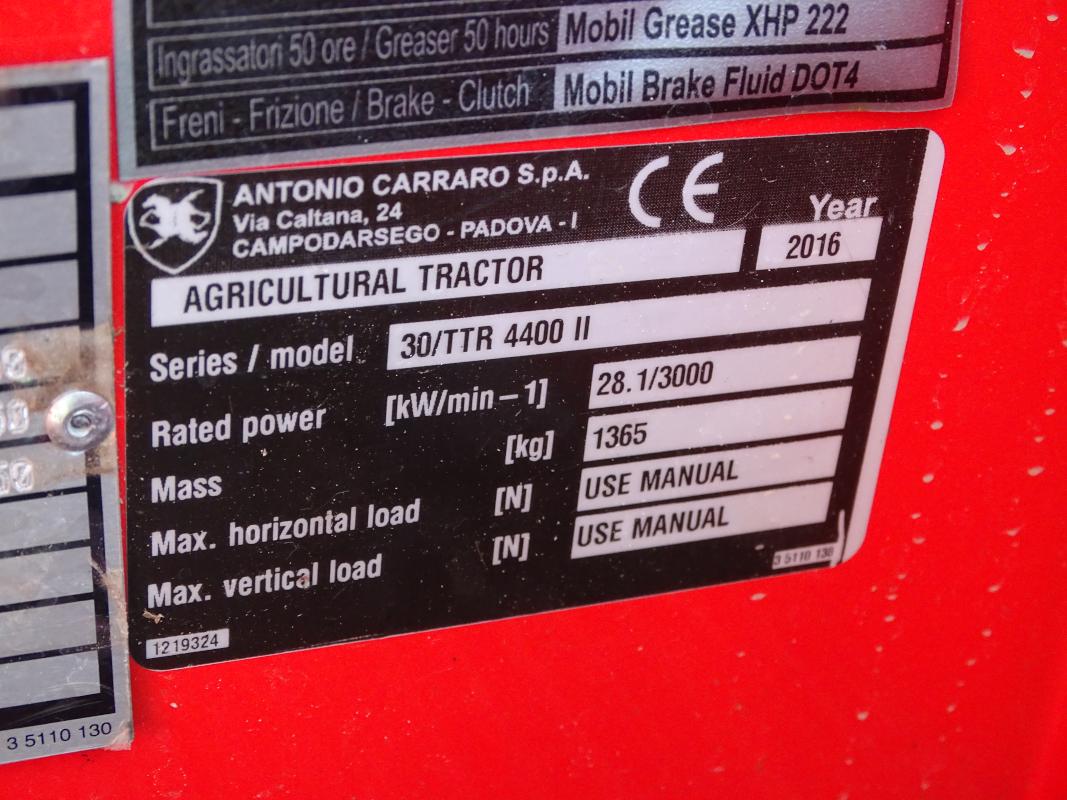 Ingrassatori 50 ore / Greaser 50 hours Mobil Grease XHP 222
Freni - Frizione / Brake - Clutch Mobil Brake Fluid DOT4
ANTONIO CARRARO S.p.A.
Via Caltana, 24
CAMPODARSEGO - PADOVA - I
CE
Year
2016
AGRICULTURAL TRACTOR
Series / model 30/TTR 4400 II
Rated power [kW/min-1] 28.1/3000
Mass [kg] 1365
Max. horizontal load [N] USE MANUAL
Max. vertical load [N] USE MANUAL
3 5110 138
1219324
3 5110 130